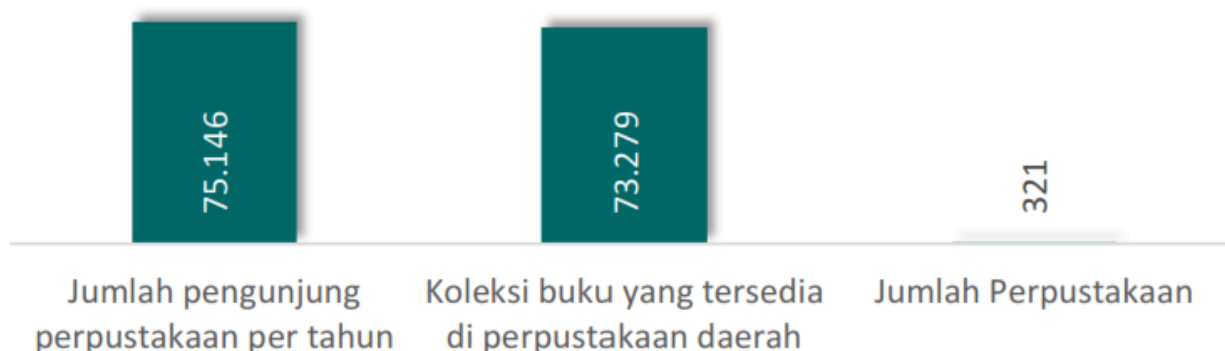 75.146
73.279
321
Jumlah pengunjung
perpustakaan per tahun
Koleksi buku yang tersedia
di perpustakaan daerah
Jumlah Perpustakaan